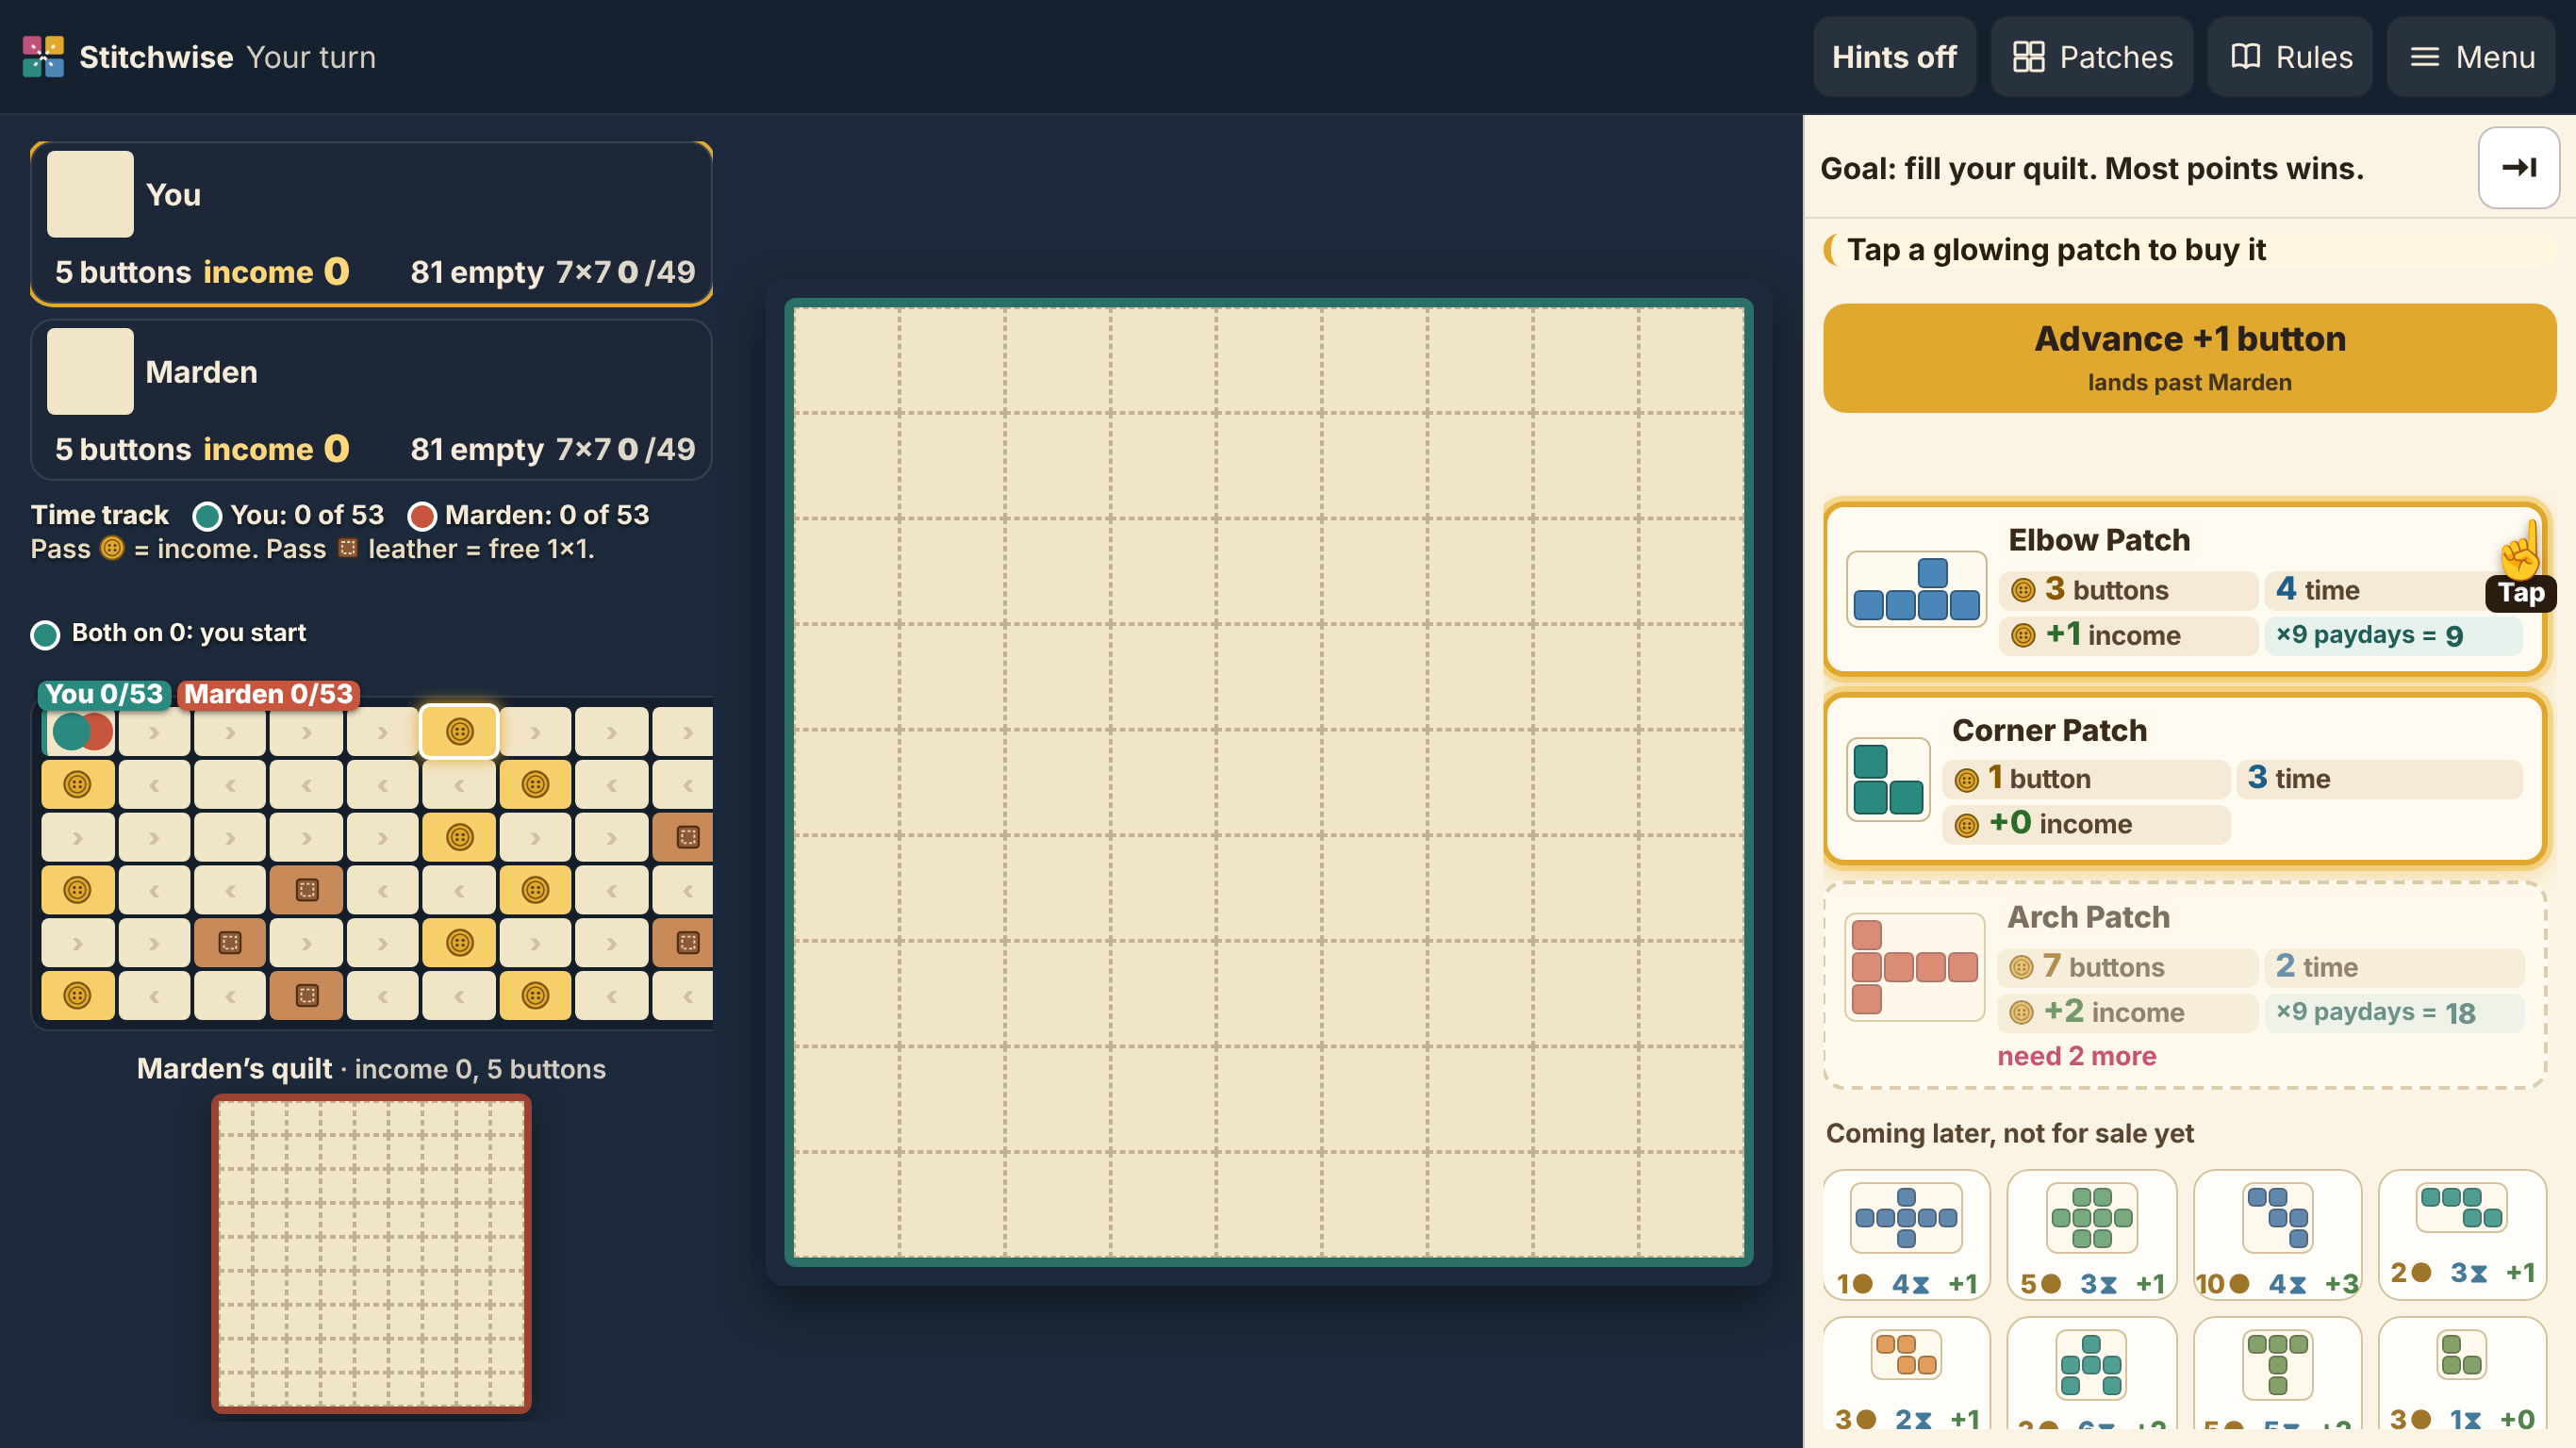 Stitchwise Your turn
Hints off
Patches
Rules
Menu
You
5 buttons income 0 81 empty 7×7 0 /49
Marden
5 buttons income 0 81 empty 7×7 0 /49
Time track You: 0 of 53 Marden: 0 of 53
Pass = income. Pass leather = free 1×1.
Both on 0: you start
You 0/53 Marden 0/53
Marden’s quilt · income 0, 5 buttons
Goal: fill your quilt. Most points wins.
Tap a glowing patch to buy it
Advance +1 button
lands past Marden
Elbow Patch
3 buttons 4 time
Tap
+1 income ×9 paydays = 9
Corner Patch
1 button 3 time
+0 income
Arch Patch
7 buttons 2 time
+2 income ×9 paydays = 18
need 2 more
Coming later, not for sale yet
1 4 +1
5 3 +1
10 4 +3
2 3 +1
3 2 +1
3 1 +0